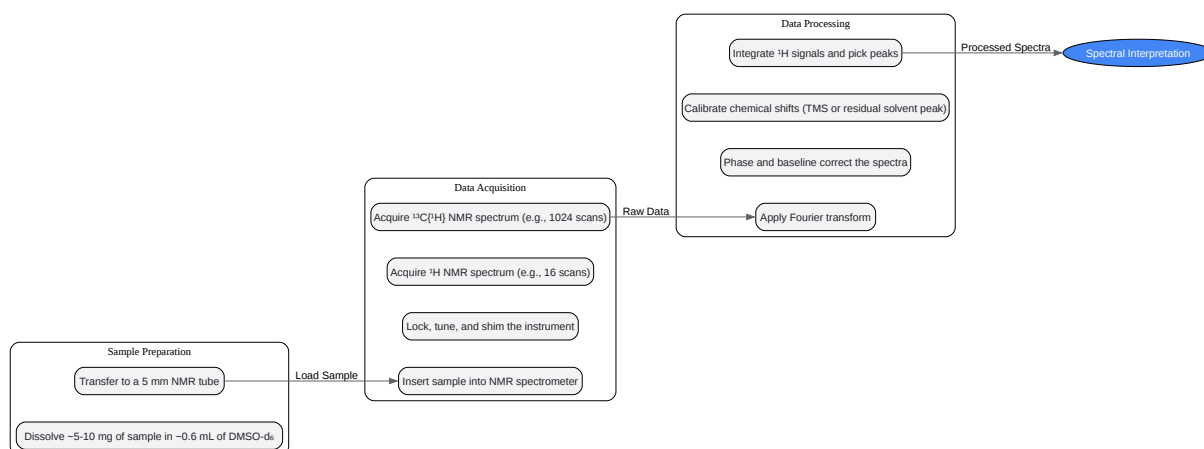 Data Processing
Integrate ¹H signals and pick peaks
Processed Spectra
Spectral Interpretation
Calibrate chemical shifts (TMS or residual solvent peak)
Phase and baseline correct the spectra
Apply Fourier transform
Data Acquisition
Acquire ¹³C{¹H} NMR spectrum (e.g., 1024 scans)
Raw Data
Acquire ¹H NMR spectrum (e.g., 16 scans)
Lock, tune, and shim the instrument
Insert sample into NMR spectrometer
Sample Preparation
Transfer to a 5 mm NMR tube
Load Sample
Dissolve ~5-10 mg of sample in ~0.6 mL of DMSO-d₆